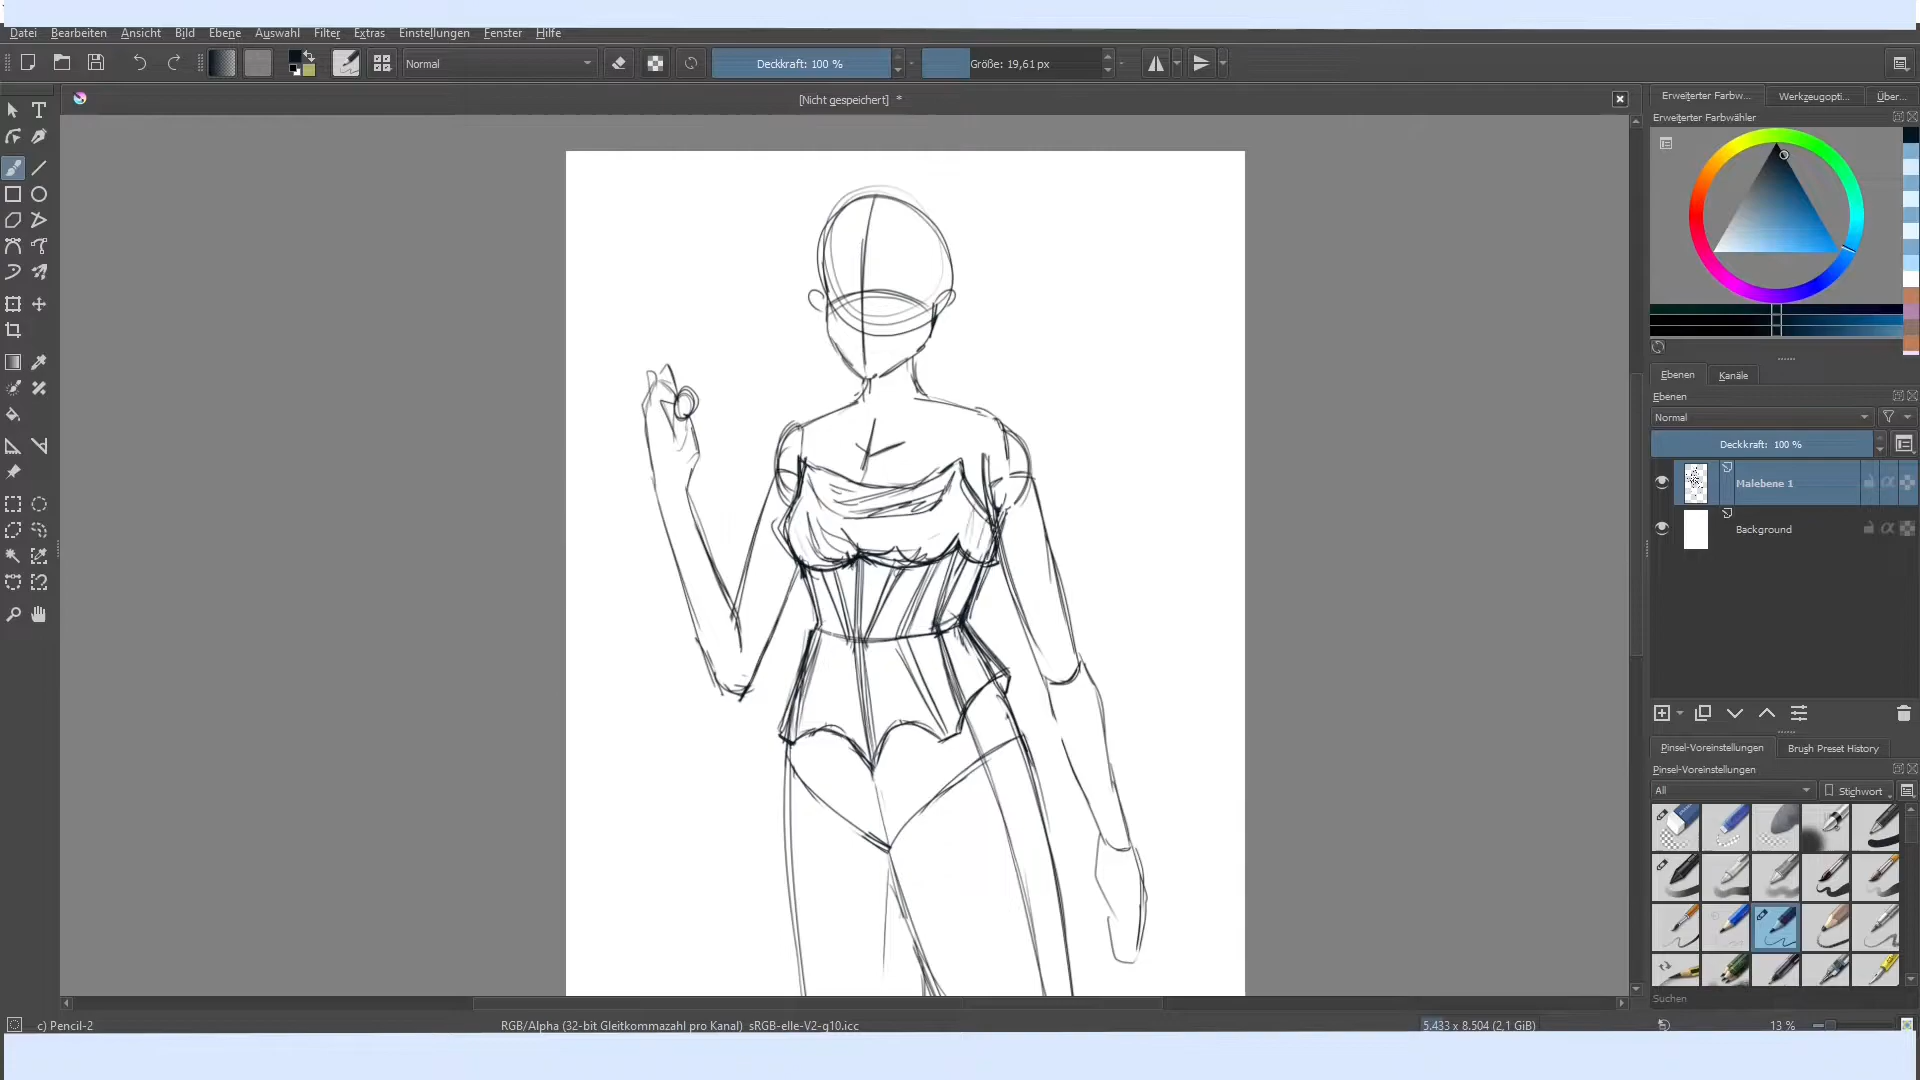 Datei Bearbeiten Ansicht Bild Ebene Auswahl Filter Extras Einstellungen Fenster Hilfe
Normal Deckkraft: 100 % Größe: 19,61 px
[Nicht gespeichert] *
Erweiterter Farbw... Werkzeugopti... Über...
Erweiterter Farbwähler
Ebenen Kanäle
Ebenen
Normal
Deckkraft: 100 %
Malebene 1
Background
Pinsel-Voreinstellungen Brush Preset History
Pinsel-Voreinstellungen
All Stichwort
Suchen
c) Pencil-2 RGB/Alpha (32-bit Gleitkommazahl pro Kanal) sRGB-elle-V2-g10.icc 5.433 x 8.504 (2,1 GiB) 13 %